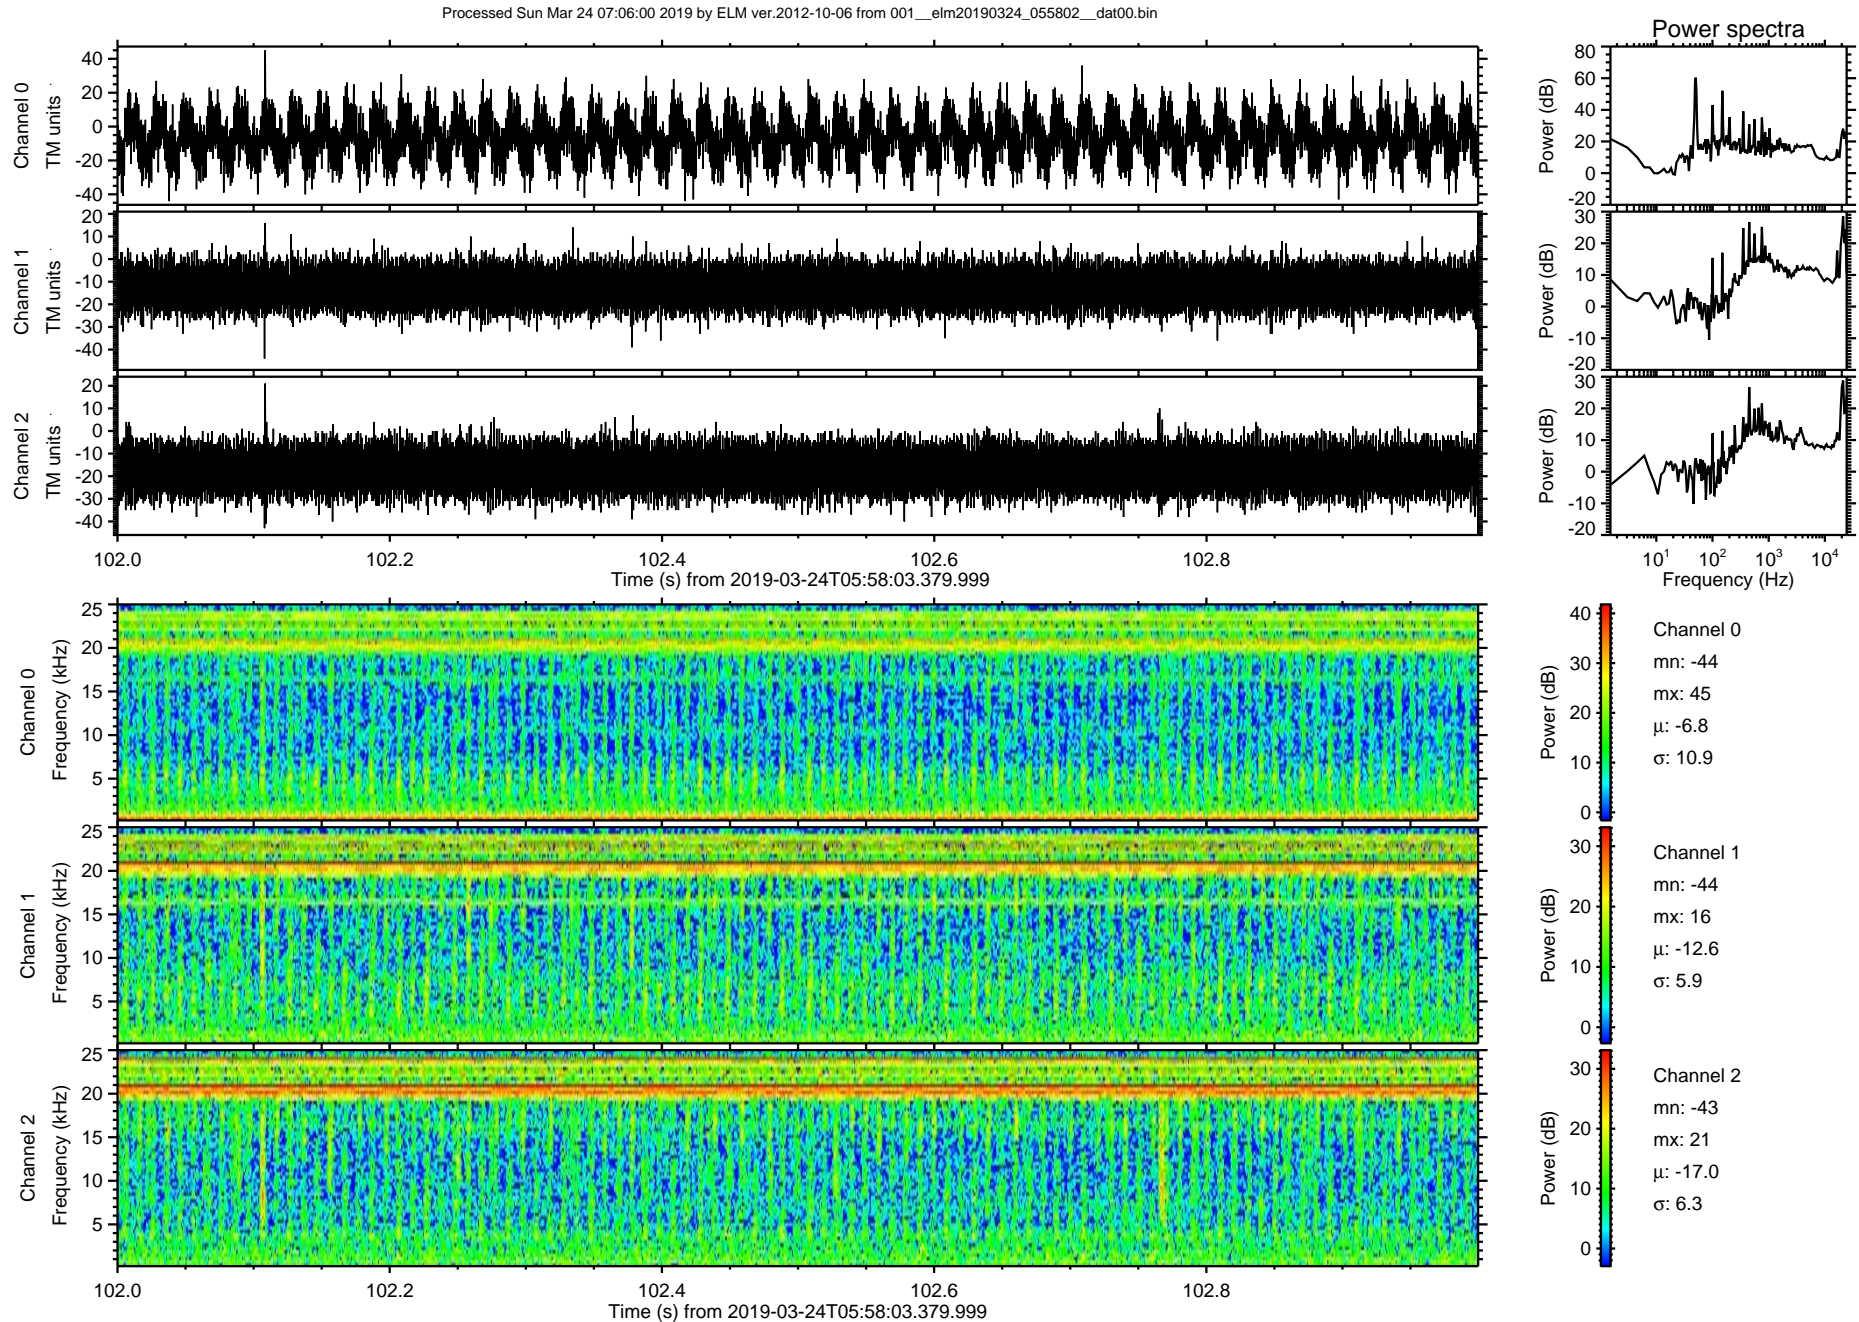 Processed Sun Mar 24 07:06:00 2019 by ELM ver.2012-10-06 from 001__elm20190324_055802__dat00.bin
Power spectra
Channel 0
TM units
40
20
0
-20
-40
Power (dB)
80
60
40
20
0
-20
Channel 1
TM units
20
10
0
-10
-20
-30
-40
Power (dB)
30
20
10
0
-10
-20
Channel 2
TM units
20
10
0
-10
-20
-30
-40
Power (dB)
30
20
10
0
-10
-20
102.0 102.2 102.4 102.6 102.8
Time (s) from 2019-03-24T05:58:03.379.999
10^1 10^2 10^3 10^4
Frequency (Hz)
Channel 0
Frequency (kHz)
25
20
15
10
5
Power (dB)
40
30
20
10
0
Channel 0
mn: -44
mx: 45
μ: -6.8
σ: 10.9
Channel 1
Frequency (kHz)
25
20
15
10
5
Power (dB)
30
20
10
0
Channel 1
mn: -44
mx: 16
μ: -12.6
σ: 5.9
Channel 2
Frequency (kHz)
25
20
15
10
5
Power (dB)
30
20
10
0
Channel 2
mn: -43
mx: 21
μ: -17.0
σ: 6.3
102.0 102.2 102.4 102.6 102.8
Time (s) from 2019-03-24T05:58:03.379.999